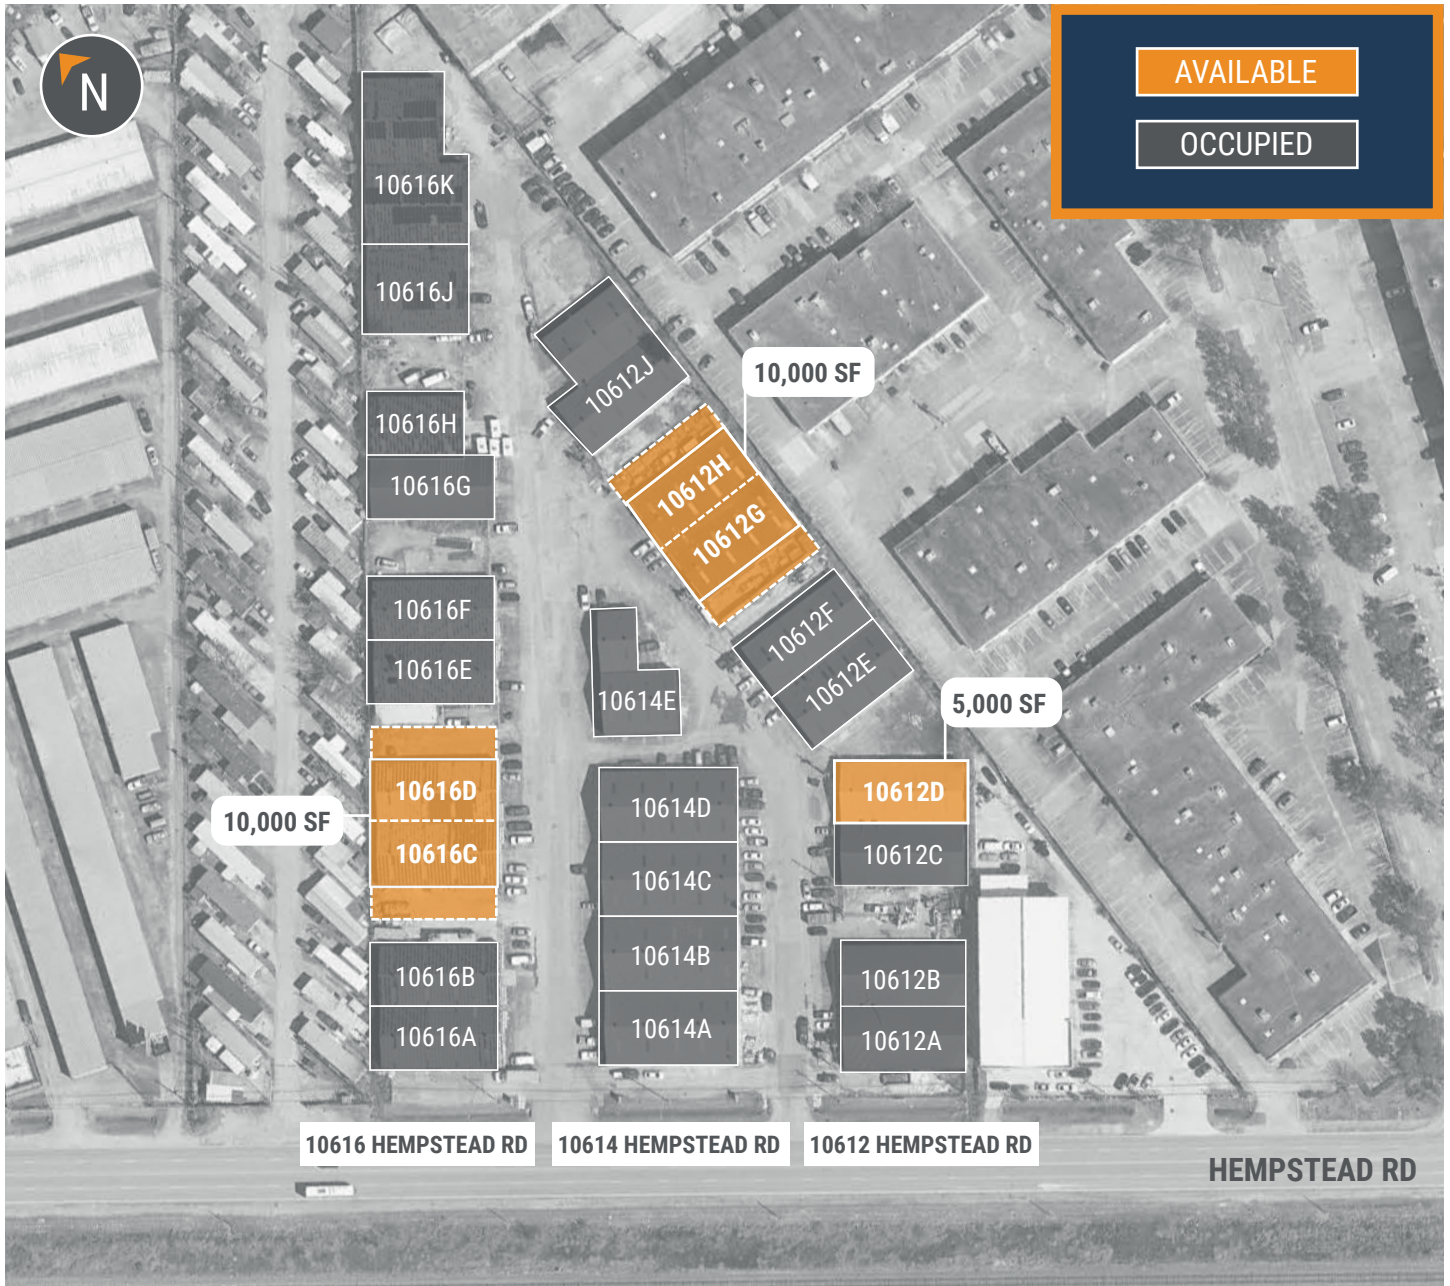 N
AVAILABLE
OCCUPIED
10616K
10616J
10612J
10,000 SF
10616H
10616G
10612H
10612G
10616F
10616E
10612F
10612E
10614E
5,000 SF
10616D
10616C
10,000 SF
10614D
10614C
10614B
10614A
10612D
10612C
10616B
10616A
10612B
10612A
10616 HEMPSTEAD RD
10614 HEMPSTEAD RD
10612 HEMPSTEAD RD
HEMPSTEAD RD